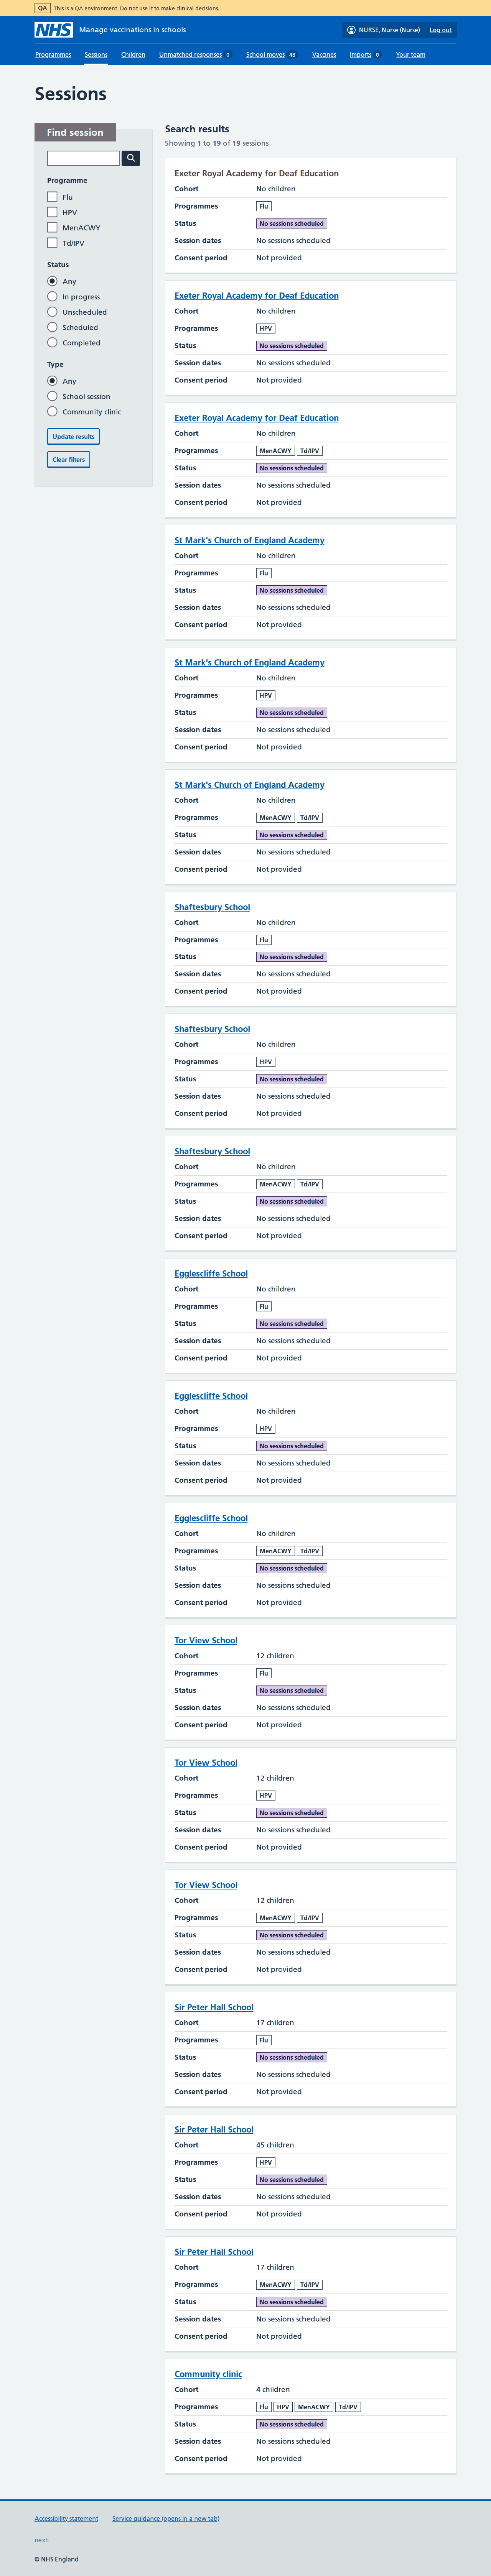 QA This is a QA environment. Do not use it to make clinical decisions.
NHS Manage vaccinations in schools
NURSE, Nurse (Nurse) Log out
Programmes Sessions Children Unmatched responses 0 School moves 48 Vaccines Imports 0 Your team
Sessions
Find session
Programme
Flu
HPV
MenACWY
Td/IPV
Status
Any
In progress
Unscheduled
Scheduled
Completed
Type
Any
School session
Community clinic
Update results
Clear filters
Search results
Showing 1 to 19 of 19 sessions
Exeter Royal Academy for Deaf Education
Cohort No children
Programmes Flu
Status No sessions scheduled
Session dates No sessions scheduled
Consent period Not provided
Exeter Royal Academy for Deaf Education
Cohort No children
Programmes HPV
Status No sessions scheduled
Session dates No sessions scheduled
Consent period Not provided
Exeter Royal Academy for Deaf Education
Cohort No children
Programmes MenACWY Td/IPV
Status No sessions scheduled
Session dates No sessions scheduled
Consent period Not provided
St Mark's Church of England Academy
Cohort No children
Programmes Flu
Status No sessions scheduled
Session dates No sessions scheduled
Consent period Not provided
St Mark's Church of England Academy
Cohort No children
Programmes HPV
Status No sessions scheduled
Session dates No sessions scheduled
Consent period Not provided
St Mark's Church of England Academy
Cohort No children
Programmes MenACWY Td/IPV
Status No sessions scheduled
Session dates No sessions scheduled
Consent period Not provided
Shaftesbury School
Cohort No children
Programmes Flu
Status No sessions scheduled
Session dates No sessions scheduled
Consent period Not provided
Shaftesbury School
Cohort No children
Programmes HPV
Status No sessions scheduled
Session dates No sessions scheduled
Consent period Not provided
Shaftesbury School
Cohort No children
Programmes MenACWY Td/IPV
Status No sessions scheduled
Session dates No sessions scheduled
Consent period Not provided
Egglescliffe School
Cohort No children
Programmes Flu
Status No sessions scheduled
Session dates No sessions scheduled
Consent period Not provided
Egglescliffe School
Cohort No children
Programmes HPV
Status No sessions scheduled
Session dates No sessions scheduled
Consent period Not provided
Egglescliffe School
Cohort No children
Programmes MenACWY Td/IPV
Status No sessions scheduled
Session dates No sessions scheduled
Consent period Not provided
Tor View School
Cohort 12 children
Programmes Flu
Status No sessions scheduled
Session dates No sessions scheduled
Consent period Not provided
Tor View School
Cohort 12 children
Programmes HPV
Status No sessions scheduled
Session dates No sessions scheduled
Consent period Not provided
Tor View School
Cohort 12 children
Programmes MenACWY Td/IPV
Status No sessions scheduled
Session dates No sessions scheduled
Consent period Not provided
Sir Peter Hall School
Cohort 17 children
Programmes Flu
Status No sessions scheduled
Session dates No sessions scheduled
Consent period Not provided
Sir Peter Hall School
Cohort 45 children
Programmes HPV
Status No sessions scheduled
Session dates No sessions scheduled
Consent period Not provided
Sir Peter Hall School
Cohort 17 children
Programmes MenACWY Td/IPV
Status No sessions scheduled
Session dates No sessions scheduled
Consent period Not provided
Community clinic
Cohort 4 children
Programmes Flu HPV MenACWY Td/IPV
Status No sessions scheduled
Session dates No sessions scheduled
Consent period Not provided
Accessibility statement Service guidance (opens in a new tab)
next
© NHS England